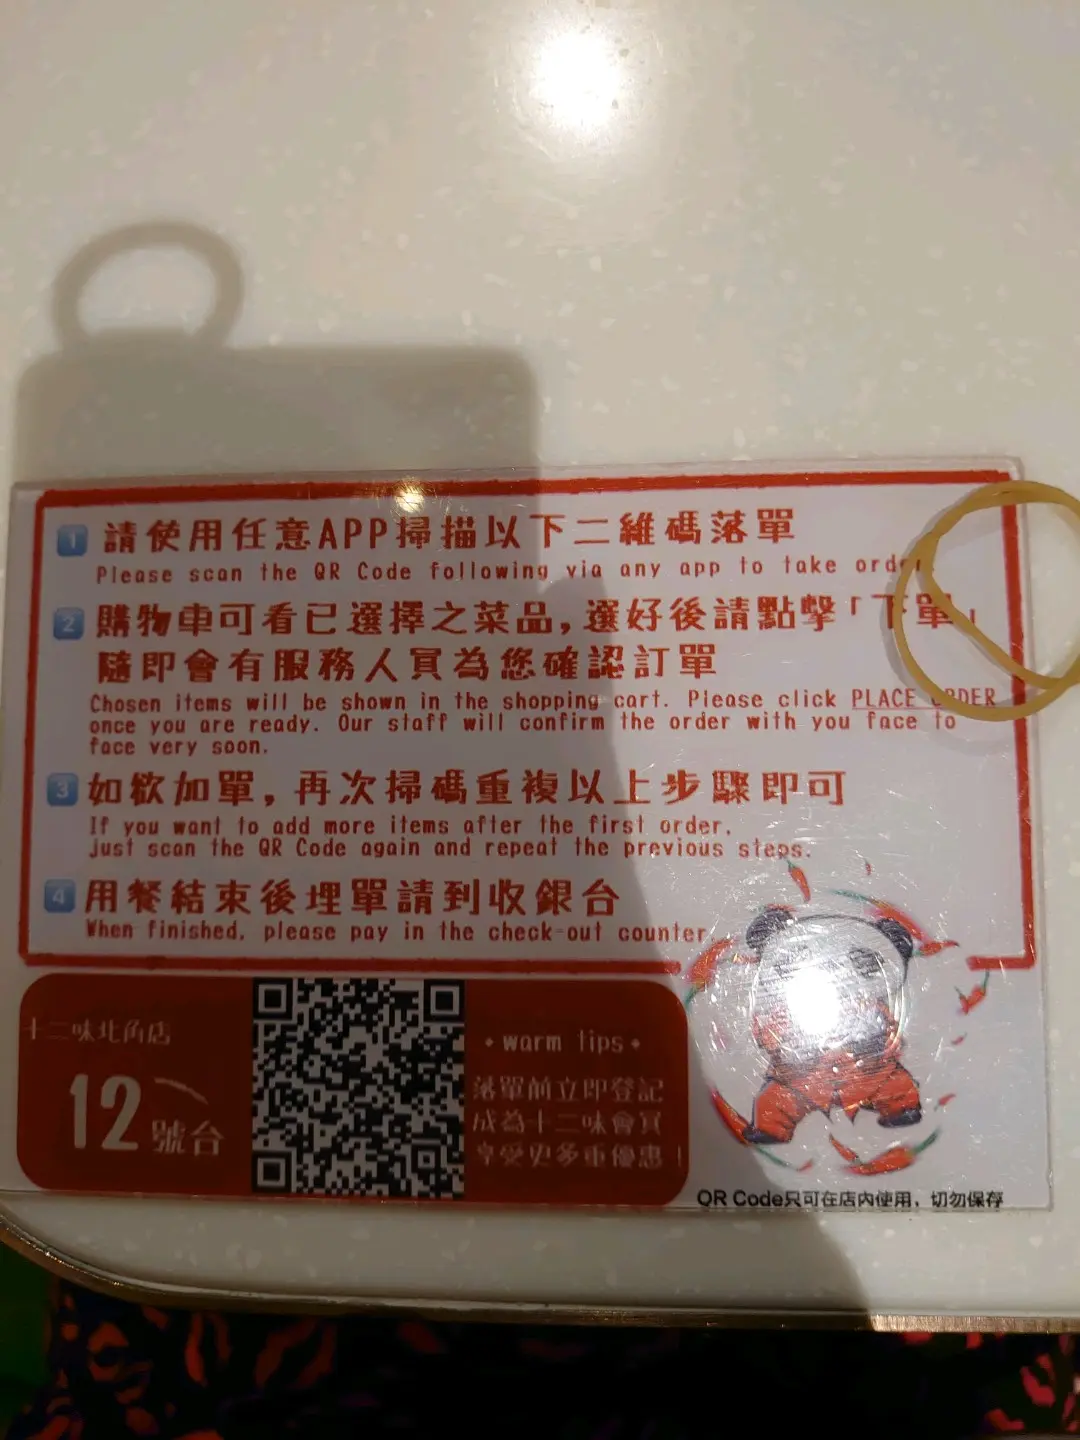 1 請使用任意APP掃描以下二維碼落單
Please scan the QR Code following via any app to take order.
2 購物車可看已選擇之菜品,選好後請點擊「下單」
隨即會有服務人員為您確認訂單
Chosen items will be shown in the shopping cart. Please click PLACE ORDER
once you are ready. Our staff will confirm the order with you face to
face very soon.
3 如欲加單,再次掃碼重複以上步驟即可
If you want to add more items after the first order.
Just scan the QR Code again and repeat the previous steps.
4 用餐結束後埋單請到收銀台
When finished, please pay in the check-out counter.
十二味北角店
12 號台
• warm tips •
落單前立即登記
成為十二味會員
享受更多重優惠!
QR Code只可在店內使用,切勿保存